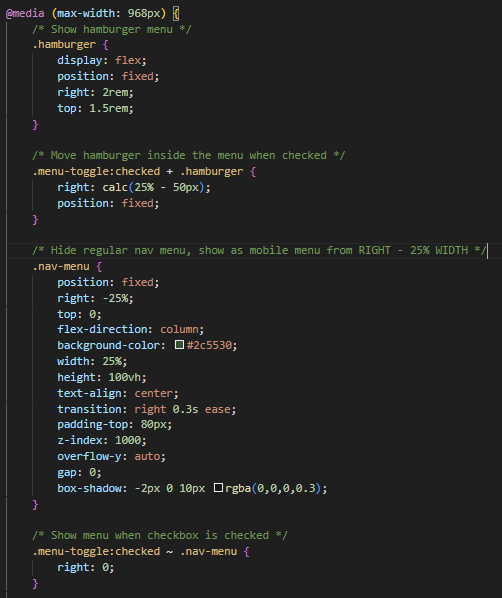 @media (max-width: 968px) {
/* Show hamburger menu */
.hamburger {
display: flex;
position: fixed;
right: 2rem;
top: 1.5rem;
}
/* Move hamburger inside the menu when checked */
.menu-toggle:checked + .hamburger {
right: calc(25% - 50px);
position: fixed;
}
/* Hide regular nav menu, show as mobile menu from RIGHT - 25% WIDTH */
.nav-menu {
position: fixed;
right: -25%;
top: 0;
flex-direction: column;
background-color: #2c5530;
width: 25%;
height: 100vh;
text-align: center;
transition: right 0.3s ease;
padding-top: 80px;
z-index: 1000;
overflow-y: auto;
gap: 0;
box-shadow: -2px 0 10px rgba(0,0,0,0.3);
}
/* Show menu when checkbox is checked */
.menu-toggle:checked ~ .nav-menu {
right: 0;
}